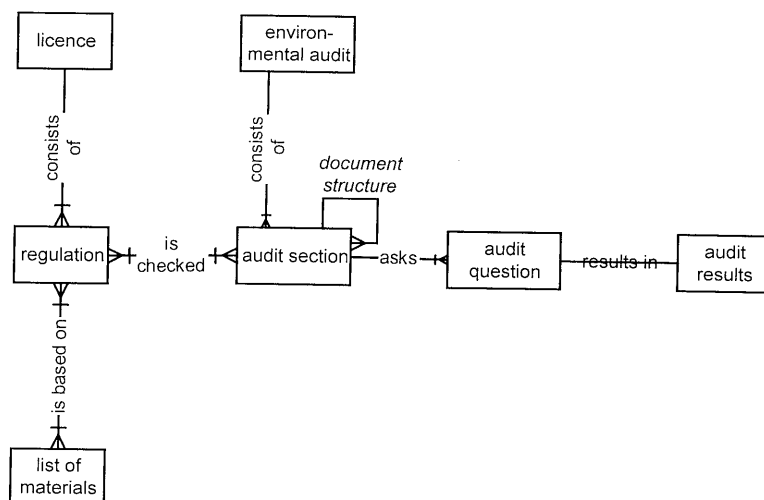 licence
environ-
mental audit
consists
of
consists
of
document
structure
regulation
is
checked
audit section
asks
audit
question
results in
audit
results
is based on
list of
materials